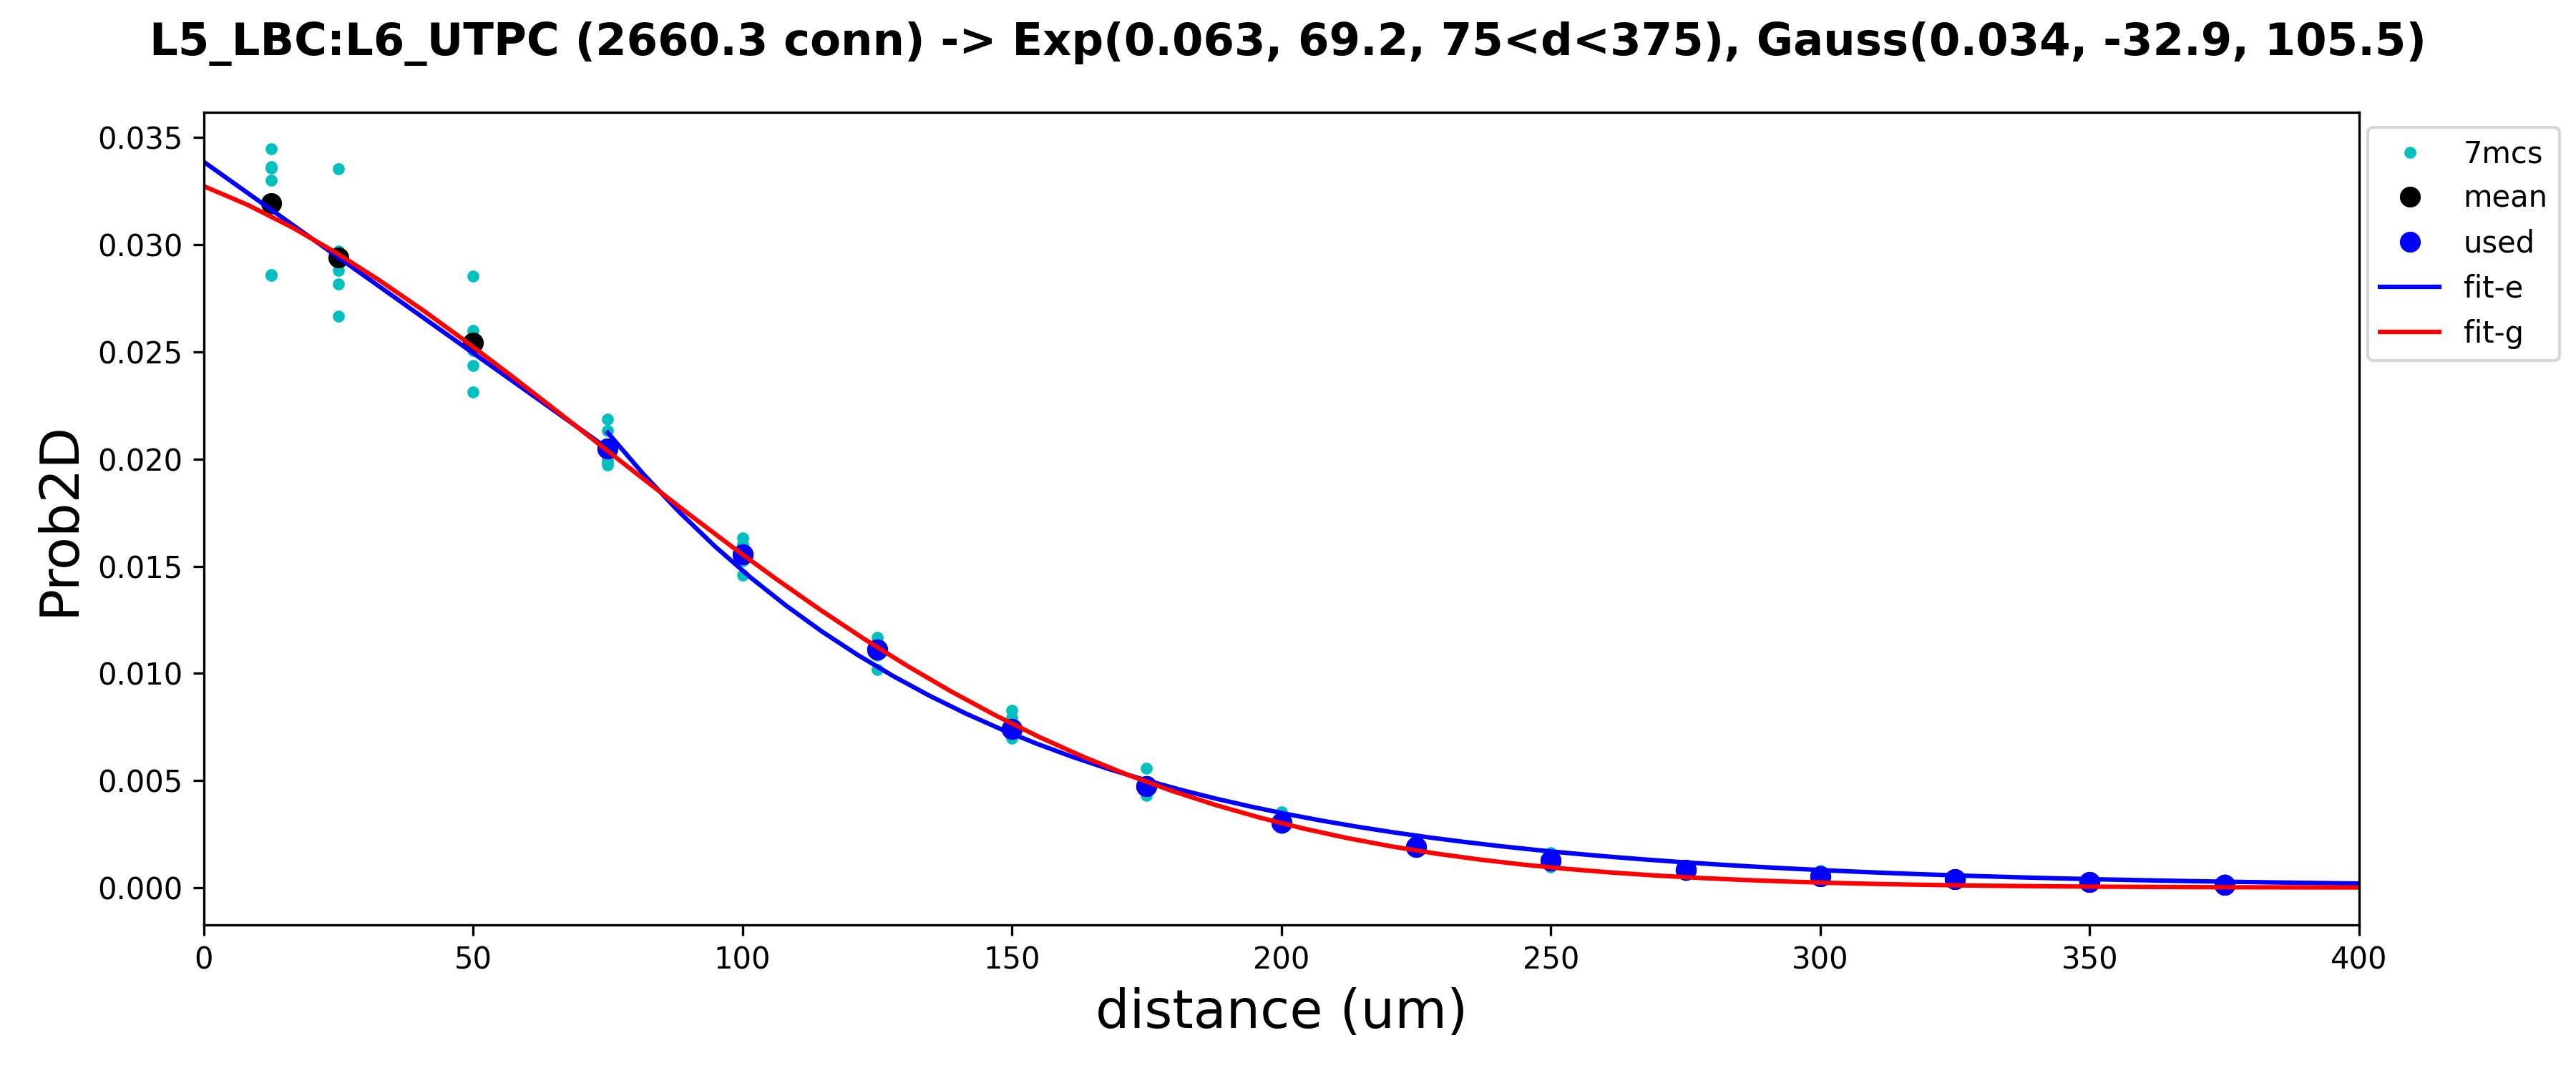 L5_LBC:L6_UTPC (2660.3 conn) -> Exp(0.063, 69.2, 75<d<375), Gauss(0.034, -32.9, 105.5)
0.035
0.030
0.025
0.020
0.015
0.010
0.005
0.000
Prob2D
0 50 100 150 200 250 300 350 400
distance (um)
7mcs
mean
used
fit-e
fit-g